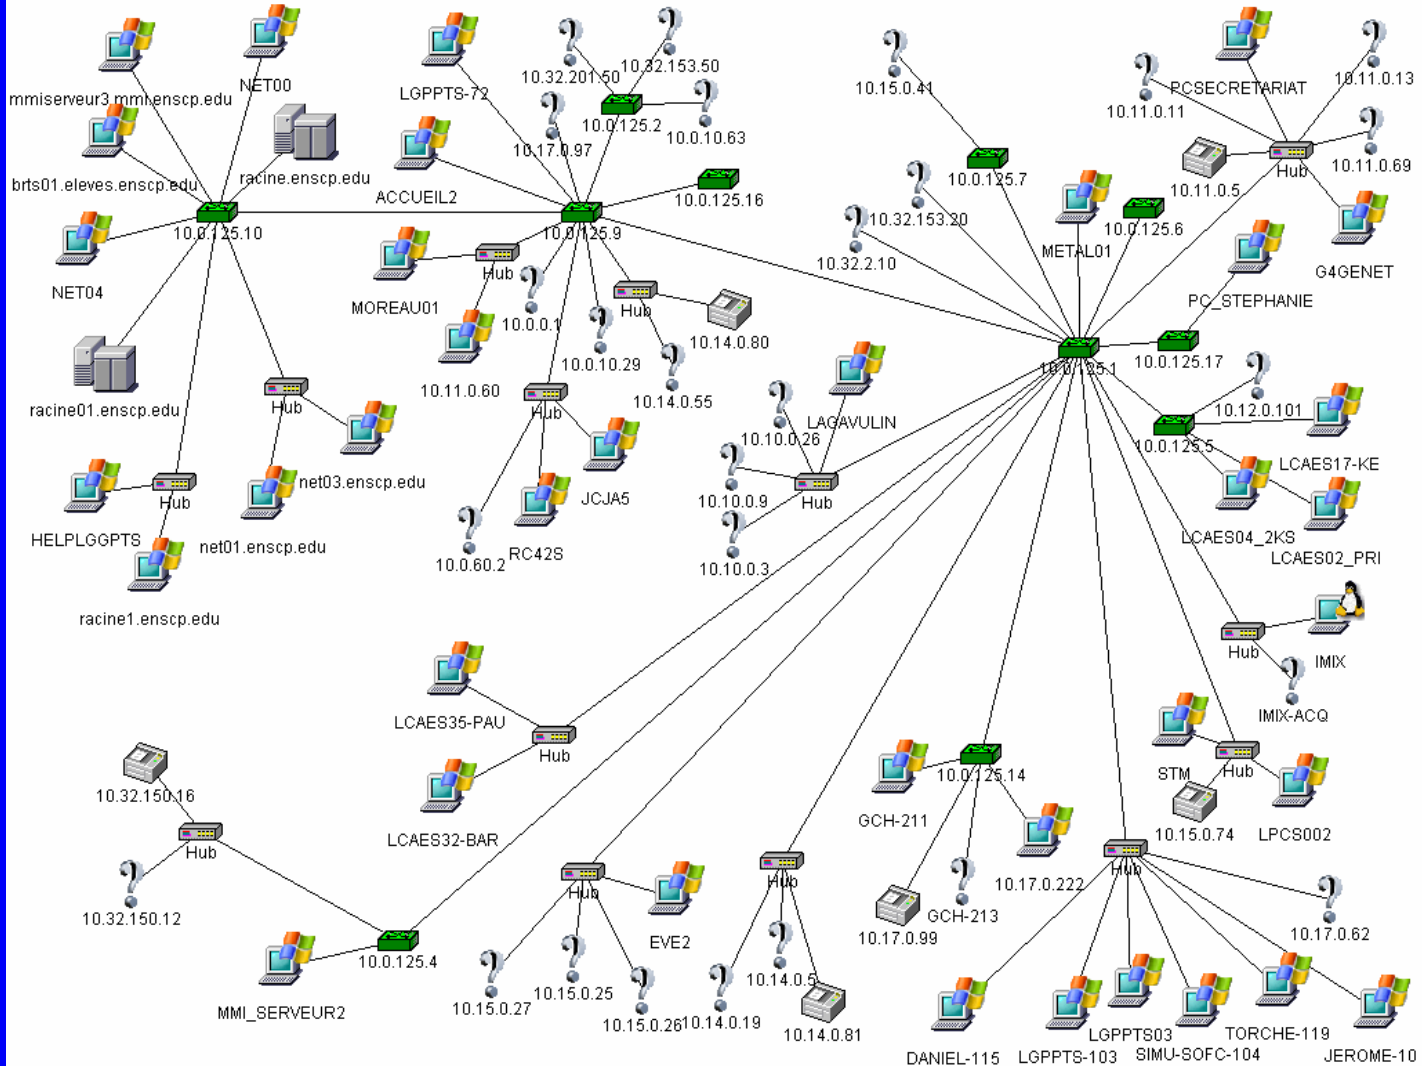 mmiserveur3.mmi.enscp.edu
NET00
brts01.eleves.enscp.edu
racine.enscp.edu
10.0.125.10
NET04
racine01.enscp.edu
Hub
net03.enscp.edu
net01.enscp.edu
HELPLGGPTS
Hub
racine1.enscp.edu
LGPPTS-72
10.32.201.50
10.32.153.50
10.0.125.2
10.0.10.63
10.17.0.97
ACCUEIL2
10.0.125.9
10.0.125.16
MOREAU01
Hub
10.11.0.60
10.0.0.1
10.0.10.29
Hub
10.14.0.80
10.14.0.55
Hub
JCJA5
RC42S
10.0.60.2
10.15.0.41
10.0.125.7
10.32.153.20
10.32.2.10
METAL01
10.0.125.6
PCSECRETARIAT
10.11.0.13
10.11.0.11
10.11.0.5
Hub
10.11.0.69
G4GENET
PC_STEPHANIE
10.0.125.17
10.0.125.1
10.12.0.101
10.0.125.5
LCAES17-KE
LCAES04_2KS
LCAES02_PRI
LAGAVULIN
10.10.0.26
10.10.0.9
Hub
10.10.0.3
Hub
IMIX
IMIX-ACQ
STM
Hub
10.15.0.74
LPCS002
LCAES35-PAU
Hub
LCAES32-BAR
10.32.150.16
Hub
10.32.150.12
10.0.125.4
MMI_SERVEUR2
Hub
EVE2
10.15.0.27
10.15.0.25
10.15.0.26
Hub
10.14.0.19
10.14.0.5
10.14.0.81
10.0.125.14
GCH-211
10.17.0.99
GCH-213
10.17.0.222
Hub
10.17.0.62
DANIEL-115
LGPPTS-103
LGPPTS03
SIMU-SOFC-104
TORCHE-119
JEROME-10